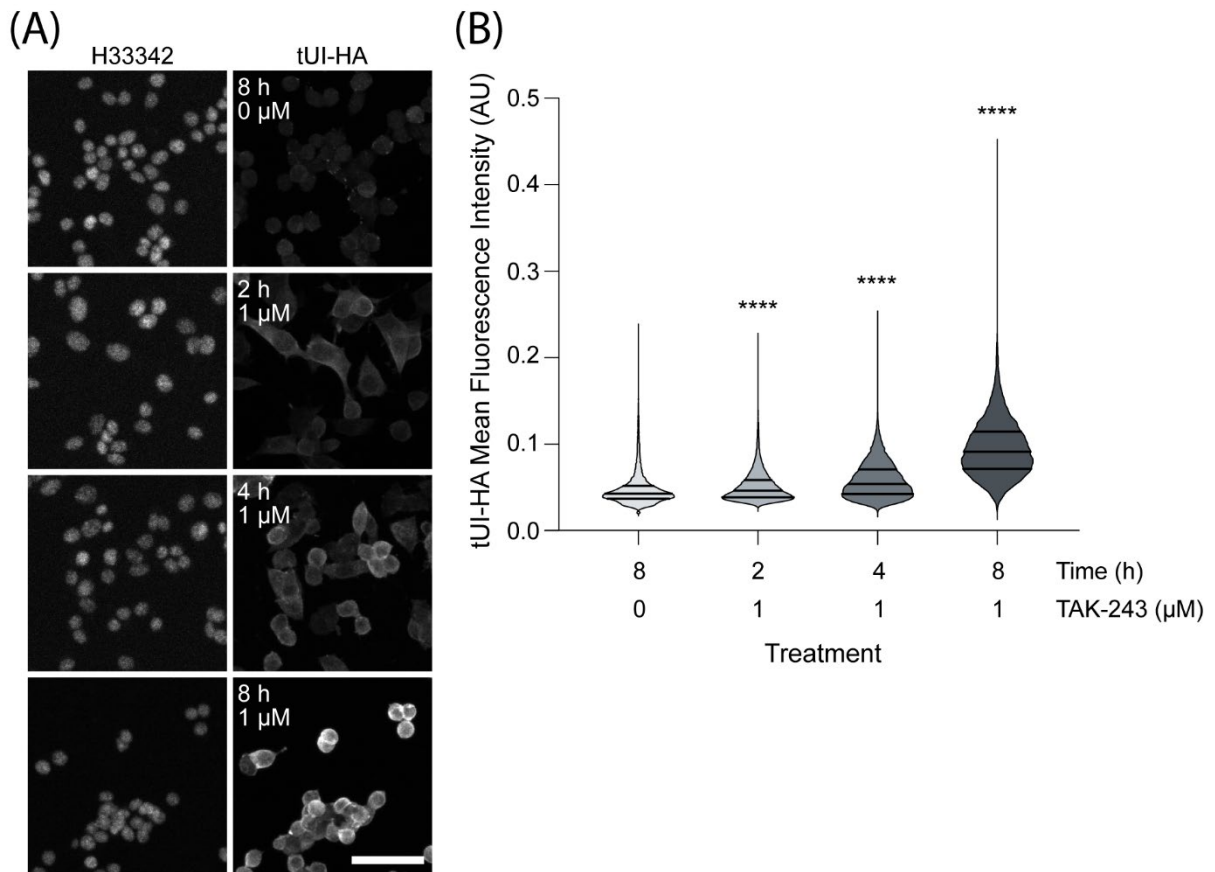 (A)
H33342 tUI-HA
8 h
0 µM
2 h
1 µM
4 h
1 µM
8 h
1 µM
(B)
tUI-HA Mean Fluorescence Intensity (AU)
0.5
0.4
0.3
0.2
0.1
0.0
****
****
****
8 2 4 8 Time (h)
0 1 1 1 TAK-243 (µM)
Treatment